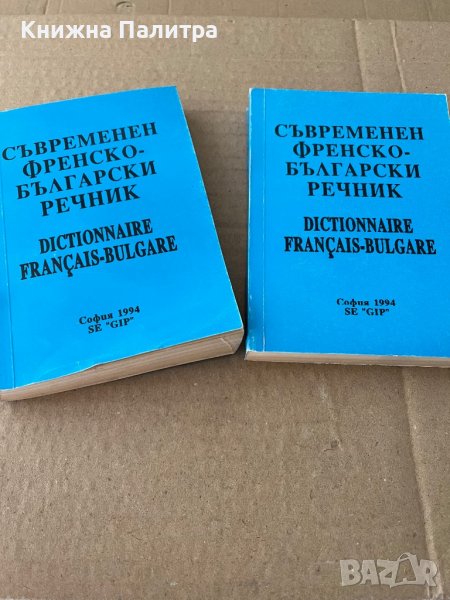 Книжна Палитра
СЪВРЕМЕНЕН
ФРЕНСКО-
БЪЛГАРСКИ
РЕЧНИК
DICTIONNAIRE
FRANÇAIS-BULGARE
София 1994
SE "GIP"
СЪВРЕМЕНЕН
ФРЕНСКО-
БЪЛГАРСКИ
РЕЧНИК
DICTIONNAIRE
FRANÇAIS-BULGARE
София 1994
SE "GIP"
BAZAR